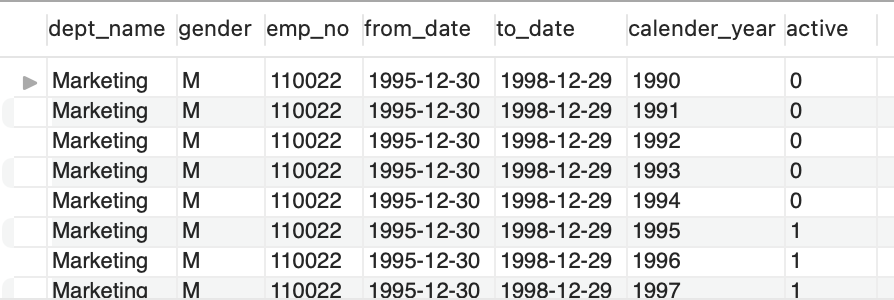 dept_name gender emp_no from_date to_date calender_year active
Marketing M 110022 1995-12-30 1998-12-29 1990 0
Marketing M 110022 1995-12-30 1998-12-29 1991 0
Marketing M 110022 1995-12-30 1998-12-29 1992 0
Marketing M 110022 1995-12-30 1998-12-29 1993 0
Marketing M 110022 1995-12-30 1998-12-29 1994 0
Marketing M 110022 1995-12-30 1998-12-29 1995 1
Marketing M 110022 1995-12-30 1998-12-29 1996 1
Marketing M 110022 1995-12-30 1998-12-29 1997 1